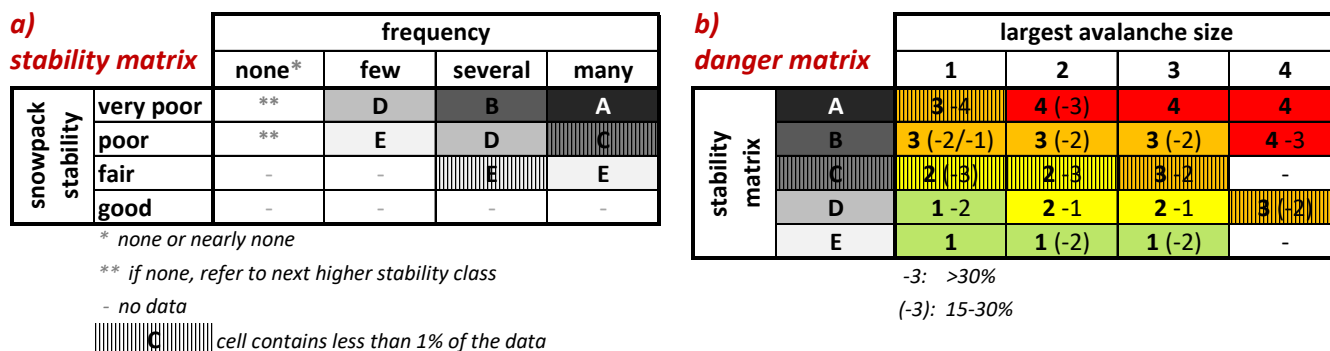 a)
stability matrix
frequency
none* few several many
snowpack stability
very poor ** D B A
poor ** E D C
fair - - E E
good - - - -
* none or nearly none
** if none, refer to next higher stability class
- no data
C cell contains less than 1% of the data
b)
danger matrix
largest avalanche size
1 2 3 4
stability matrix
A 3 -4 4 (-3) 4 4
B 3 (-2/-1) 3 (-2) 3 (-2) 4 -3
C 2 (-3) 2 -3 3 -2 -
D 1 -2 2 -1 2 -1 3 (-2)
E 1 1 (-2) 1 (-2) -
-3: >30%
(-3): 15-30%